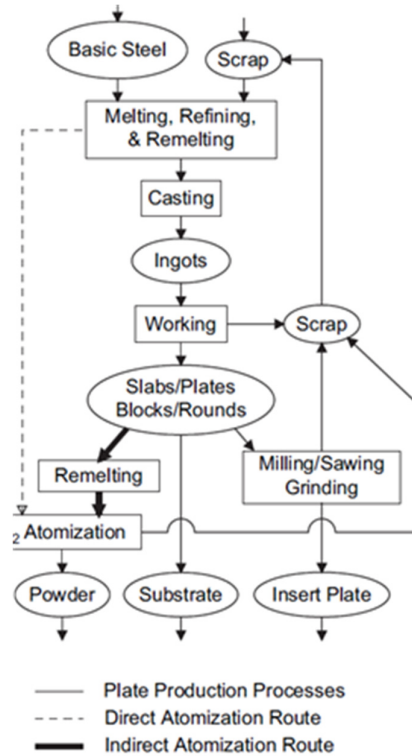 Basic Steel
Scrap
Melting, Refining,
& Remelting
Casting
Ingots
Working
Scrap
Slabs/Plates
Blocks/Rounds
Remelting
Milling/Sawing
Grinding
2 Atomization
Powder
Substrate
Insert Plate
Plate Production Processes
Direct Atomization Route
Indirect Atomization Route